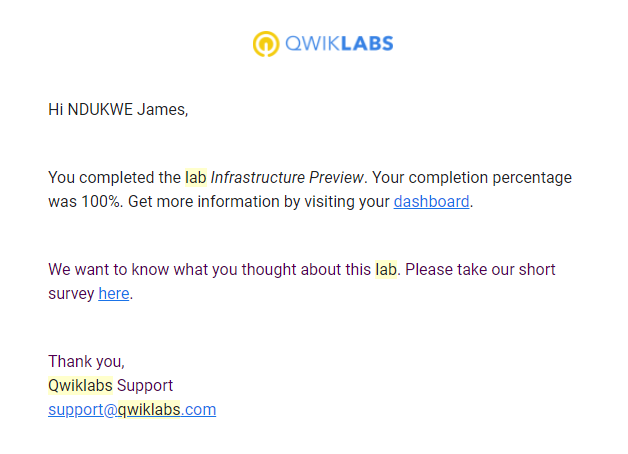 QWIKLABS
Hi NDUKWE James,
You completed the lab Infrastructure Preview. Your completion percentage
was 100%. Get more information by visiting your dashboard.
We want to know what you thought about this lab. Please take our short
survey here.
Thank you,
Qwiklabs Support
support@qwiklabs.com